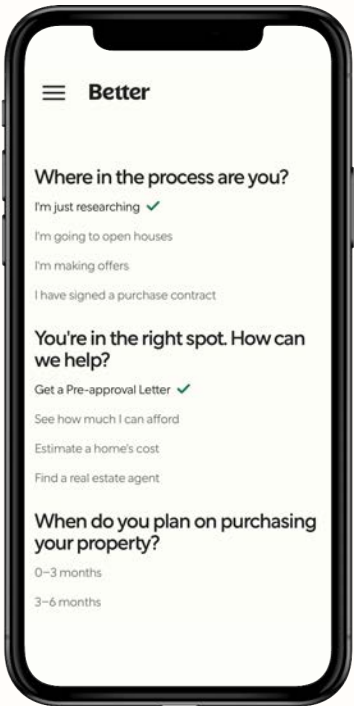 Better
Where in the process are you?
I'm just researching
I'm going to open houses
I'm making offers
I have signed a purchase contract
You're in the right spot. How can
we help?
Get a Pre-approval Letter
See how much I can afford
Estimate a home's cost
Find a real estate agent
When do you plan on purchasing
your property?
0–3 months
3–6 months